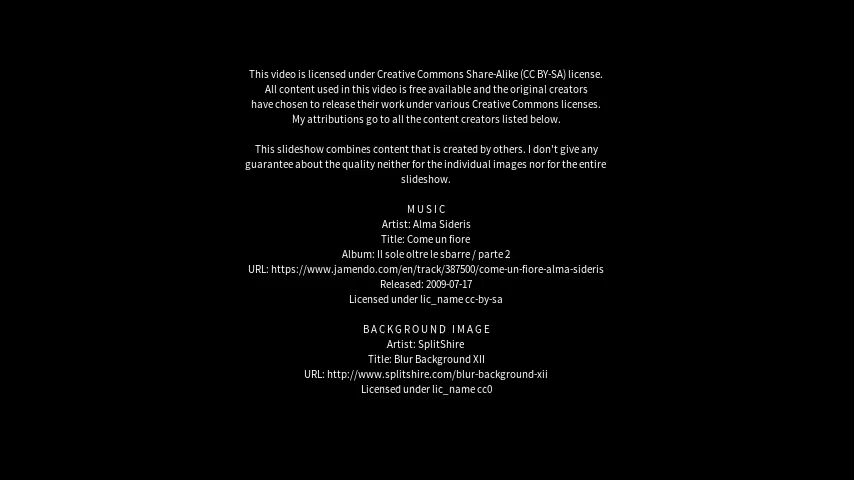 This video is licensed under Creative Commons Share-Alike (CC BY-SA) license.
All content used in this video is free available and the original creators
have chosen to release their work under various Creative Commons licenses.
My attributions go to all the content creators listed below.
This slideshow combines content that is created by others. I don't give any
guarantee about the quality neither for the individual images nor for the entire
slideshow.
MUSIC
Artist: Alma Sideris
Title: Come un fiore
Album: Il sole oltre le sbarre / parte 2
URL: https://www.jamendo.com/en/track/387500/come-un-fiore-alma-sideris
Released: 2009-07-17
Licensed under lic_name cc-by-sa
BACKGROUND IMAGE
Artist: SplitShire
Title: Blur Background XII
URL: http://www.splitshire.com/blur-background-xii
Licensed under lic_name cc0